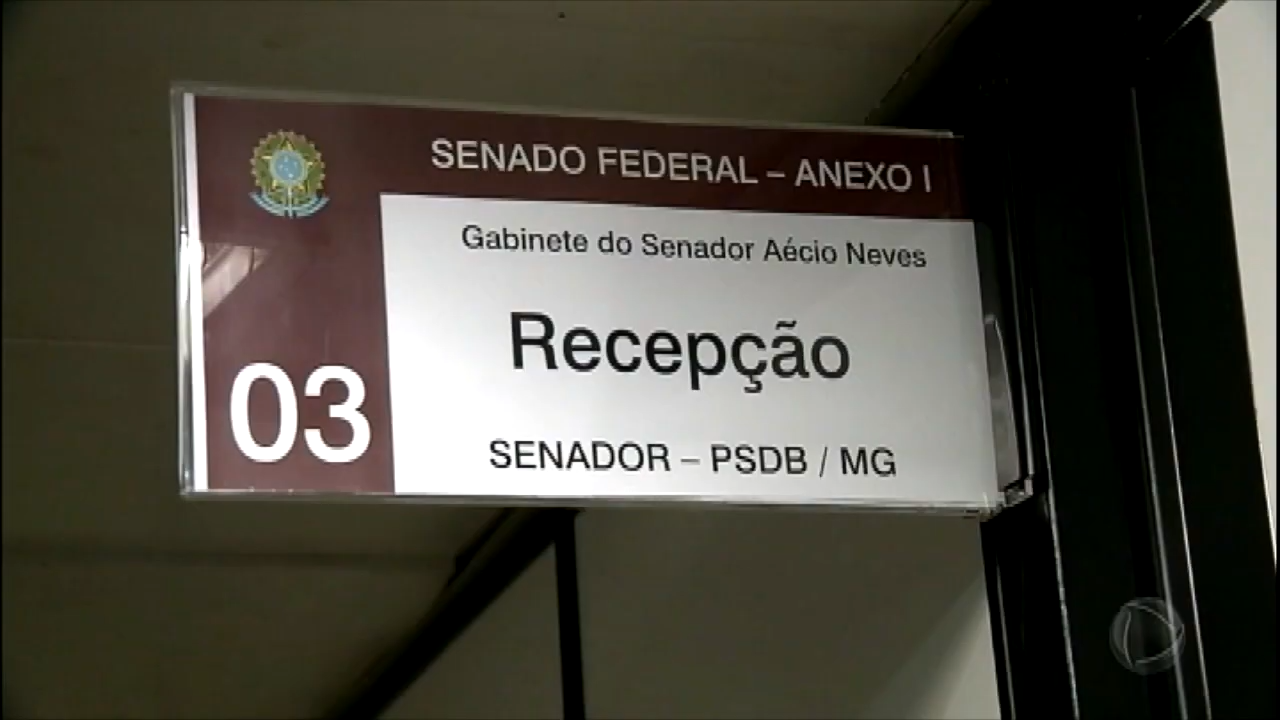 SENADO FEDERAL – ANEXO I
Gabinete do Senador Aécio Neves
Recepção
03
SENADOR – PSDB / MG